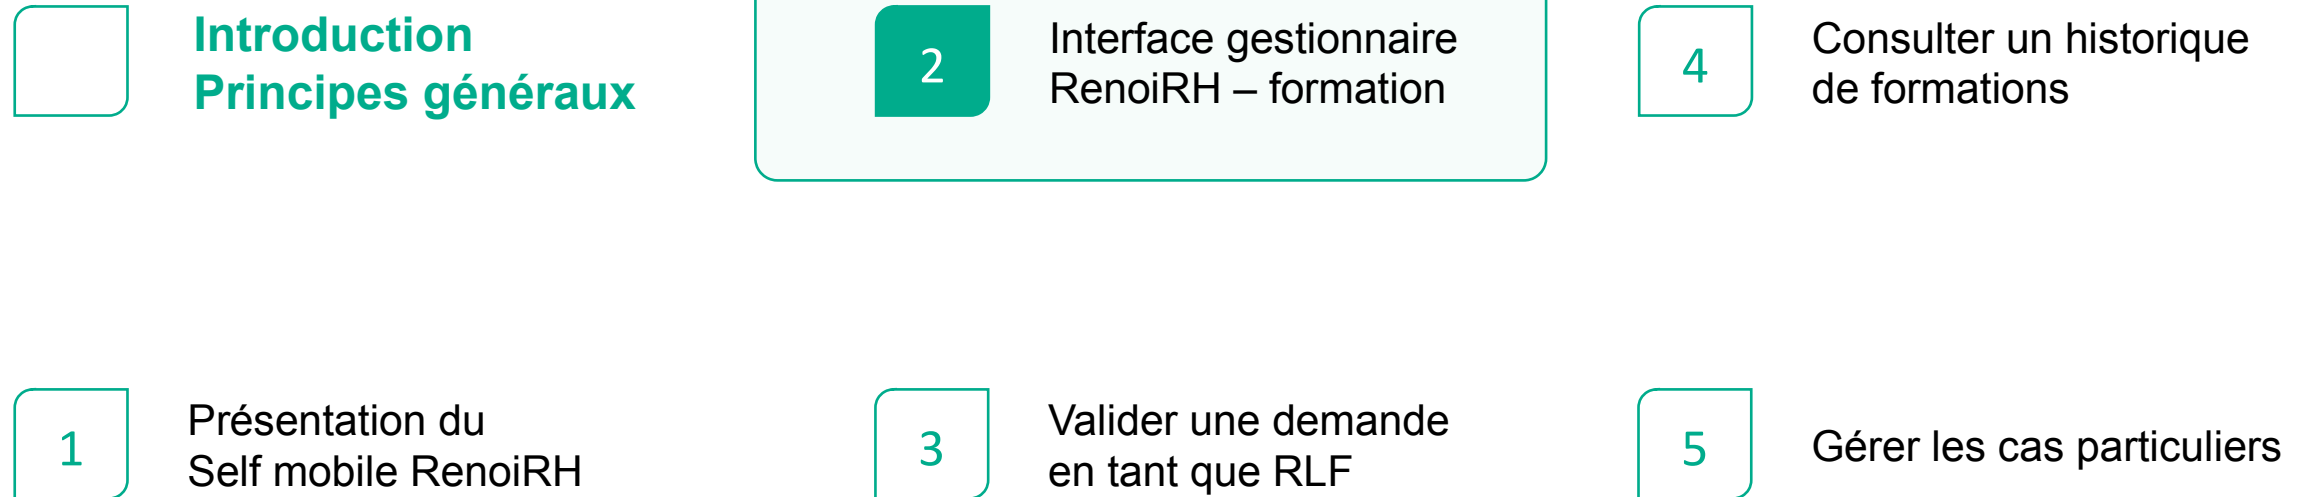 Introduction
Principes généraux
1
Présentation du
Self mobile RenoiRH
2
Interface gestionnaire
RenoiRH – formation
3
Valider une demande
en tant que RLF
4
Consulter un historique
de formations
5
Gérer les cas particuliers